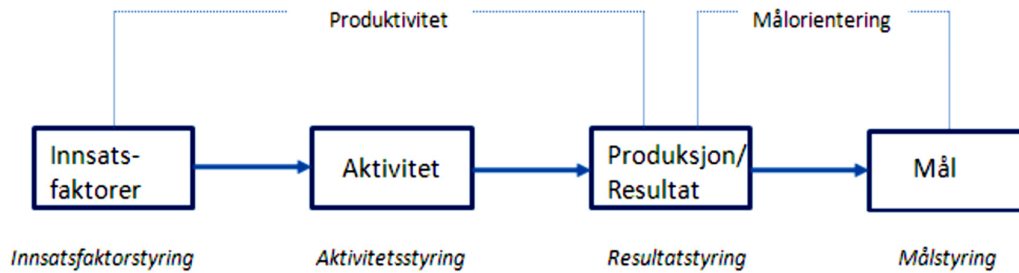 Produktivitet
Målorientering
Innsats-
faktorer
Aktivitet
Produksjon/
Resultat
Mål
Innsatsfaktorstyring
Aktivitetsstyring
Resultatstyring
Målstyring